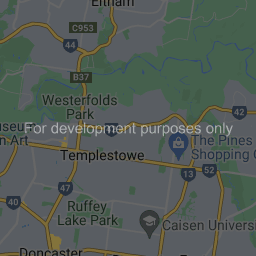 Eltham
C953
44
B37
Westerfolds
Park
42
For development purposes only
The Pines
Shopping
Templestowe
52
13
47
40
Ruffey
Lake Park
Caisen Univers
Doncaster